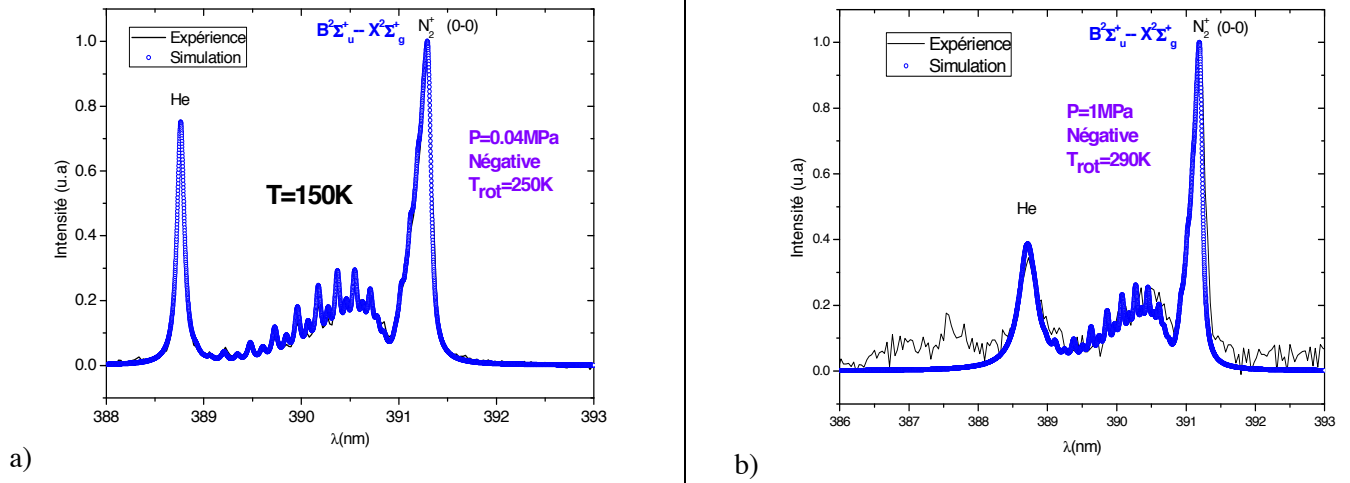 B²Σ⁺ᵤ-- X²Σ⁺g
N₂⁺ (0-0)
Expérience
Simulation
He
P=0.04MPa
Négative
Trot=250K
T=150K
Intensité (u.a)
1.0
0.8
0.6
0.4
0.2
0.0
388 389 390 391 392 393
λ(nm)
a)
B²Σ⁺ᵤ-- X²Σ⁺g
N₂⁺ (0-0)
Expérience
Simulation
P=1MPa
Négative
Trot=290K
He
Intensité (u.a)
1.0
0.8
0.6
0.4
0.2
0.0
386 387 388 389 390 391 392 393
λ(nm)
b)